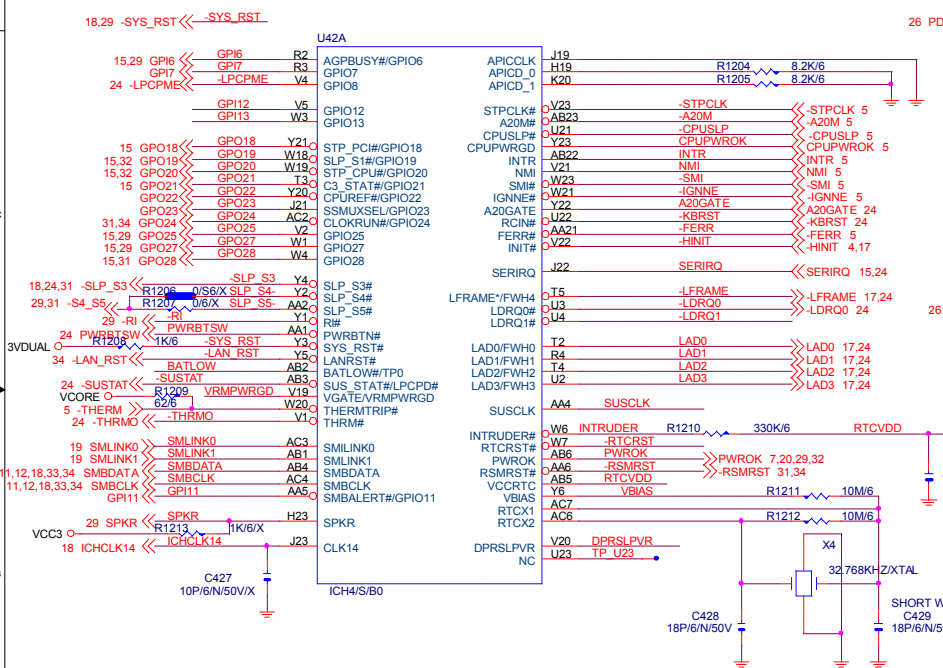 18,29 -SYS_RST -SYS_RST
26 PD
U42A
15,29 GPI6 GPI6 R2 AGPBUSY#/GPIO6
GPI7 GPI7 R3 GPIO7
24 -LPCPME -LPCPME V4 GPIO8
GPI12 V5 GPIO12
GPI13 W3 GPIO13
15 GPO18 GPO18 Y21 STP_PCI#/GPIO18
15,32 GPO19 GPO19 W18 SLP_S1#/GPIO19
15,32 GPO20 GPO20 W19 STP_CPU#/GPIO20
15 GPO21 GPO21 T3 C3_STAT#/GPIO21
GPO22 GPO22 Y20 CPUREF#/GPIO22
GPO23 GPO23 J21 SSMUXSEL/GPIO23
31,34 GPO24 GPO24 AC2 CLOKRUN#/GPIO24
15,29 GPO25 GPO25 V2 GPIO25
15,29 GPO27 GPO27 W1 GPIO27
15,31 GPO28 GPO28 W4 GPIO28
18,24,31 -SLP_S3 -SLP_S3 Y4 SLP_S3#
R1206 0/S6/X SLP_S4- Y2 SLP_S4#
29,31 -S4_S5 R1207 0/6/X SLP_S5- AA2 SLP_S5#
29 -RI -RI Y1 RI#
24 PWRBTSW PWRBTSW AA1 PWRBTN#
3VDUAL R1208 1K/6 -SYS_RST Y3 SYS_RST#
34 -LAN_RST -LAN_RST Y5 LANRST#
BATLOW AB2 BATLOW#/TP0
24 -SUSTAT -SUSTAT AB3 SUS_STAT#/LPCPD#
VCORE R1209 62/6 VRMPWRGD V19 VGATE/VRMPWRGD
5 -THERM W20 THERMTRIP#
24 -THRMO -THRMO V1 THRM#
19 SMLINK0 SMLINK0 AC3 SMILINK0
19 SMLINK1 SMLINK1 AB1 SMLINK1
11,12,18,33,34 SMBDATA SMBDATA AB4 SMBDATA
11,12,18,33,34 SMBCLK SMBCLK AC4 SMBCLK
GPI11 GPI11 AA5 SMBALERT#/GPIO11
29 SPKR SPKR H23 SPKR
VCC3 R1213 1K/6/X
18 ICHCLK14 ICHCLK14 J23 CLK14
C427
10P/6/N/50V/X
ICH4/S/B0
APICCLK J19
APICD_0 H19 R1204 8.2K/6
APICD_1 K20 R1205 8.2K/6
STPCLK# V23 -STPCLK -STPCLK 5
A20M# AB23 -A20M -A20M 5
CPUSLP# U21 -CPUSLP -CPUSLP 5
CPUPWRGD Y23 CPUPWROK CPUPWROK 5
INTR AB22 INTR INTR 5
NMI V21 NMI NMI 5
SMI# W23 -SMI -SMI 5
IGNNE# W21 -IGNNE -IGNNE 5
A20GATE Y22 A20GATE A20GATE 24
RCIN# U22 -KBRST -KBRST 24
FERR# AA21 -FERR -FERR 5
INIT# V22 -HINIT -HINIT 4,17
SERIRQ J22 SERIRQ SERIRQ 15,24
LFRAME*/FWH4 T5 -LFRAME -LFRAME 17,24
LDRQ0# U3 -LDRQ0 -LDRQ0 24
26
LDRQ1# U4 -LDRQ1
LAD0/FWH0 T2 LAD0 LAD0 17,24
LAD1/FWH1 R4 LAD1 LAD1 17,24
LAD2/FWH2 T4 LAD2 LAD2 17,24
LAD3/FWH3 U2 LAD3 LAD3 17,24
SUSCLK AA4 SUSCLK
INTRUDER# W6 INTRUDER R1210 330K/6 RTCVDD
RTCRST# W7 -RTCRST
PWROK AB6 PWROK PWROK 7,20,29,32
RSMRST# AA6 -RSMRST -RSMRST 31,34
VCCRTC AB5 RTCVDD
VBIAS Y6 VBIAS R1211 10M/6
RTCX1 AC7
RTCX2 AC6 R1212 10M/6
DPRSLPVR V20 DPRSLPVR
NC U23 TP_U23
X4
32.768KHZ/XTAL
C428
18P/6/N/50V
SHORT W
C429
18P/6/N/5